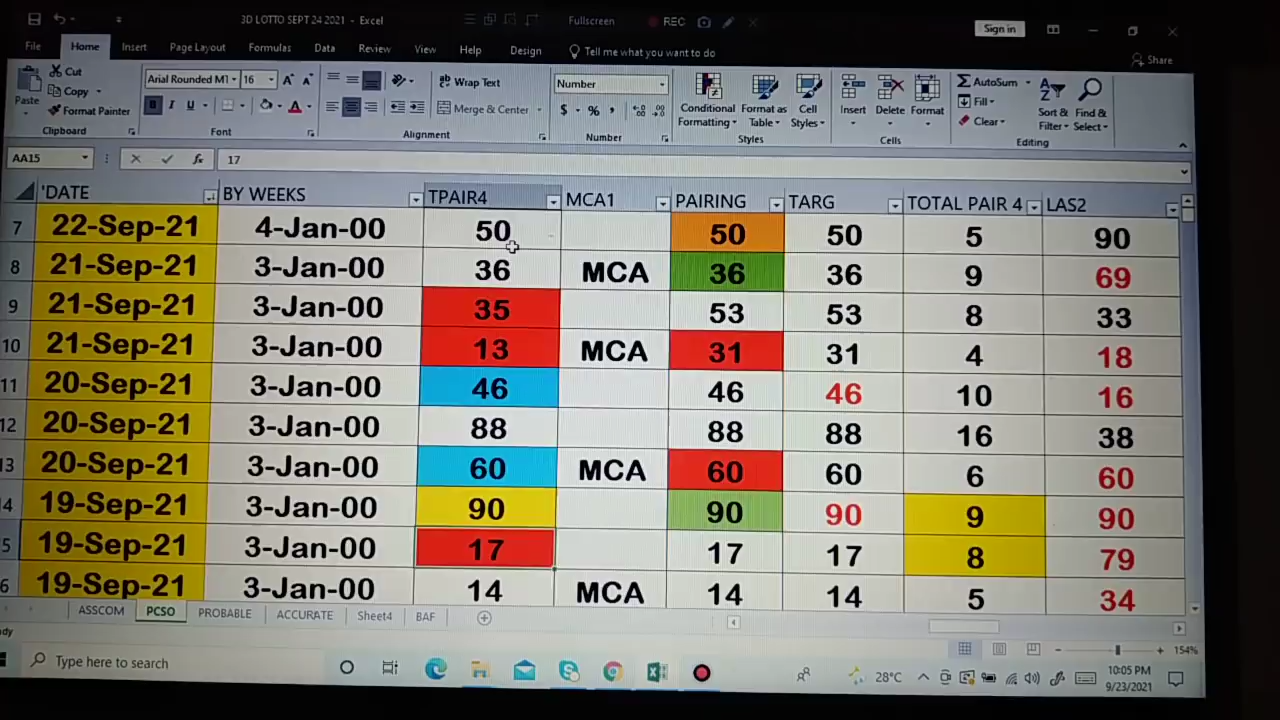 3D LOTTO SEPT 24 2021 - Excel Fullscreen REC Sign in
File Home Insert Page Layout Formulas Data Review View Help Design Tell me what you want to do Share
Cut Arial Rounded MT 16 Wrap Text Number AutoSum
Copy Fill
Paste Format Painter Merge & Center $ % , Conditional Formatting Format as Table Cell Styles Insert Delete Format Clear Sort & Filter Find & Select
Clipboard Font Alignment Number Styles Cells Editing
AA15 fx 17
'DATE BY WEEKS TPAIR4 MCA1 PAIRING TARG TOTAL PAIR 4 LAS2
7 22-Sep-21 4-Jan-00 50 50 50 5 90
8 21-Sep-21 3-Jan-00 36 MCA 36 36 9 69
9 21-Sep-21 3-Jan-00 35 53 53 8 33
10 21-Sep-21 3-Jan-00 13 MCA 31 31 4 18
11 20-Sep-21 3-Jan-00 46 46 46 10 16
12 20-Sep-21 3-Jan-00 88 88 88 16 38
13 20-Sep-21 3-Jan-00 60 MCA 60 60 6 60
14 19-Sep-21 3-Jan-00 90 90 90 9 90
5 19-Sep-21 3-Jan-00 17 17 17 8 79
6 19-Sep-21 3-Jan-00 14 MCA 14 14 5 34
ASSCOM PCSO PROBABLE ACCURATE Sheet4 BAF
dy 154%
Type here to search 28°C 10:05 PM
9/23/2021